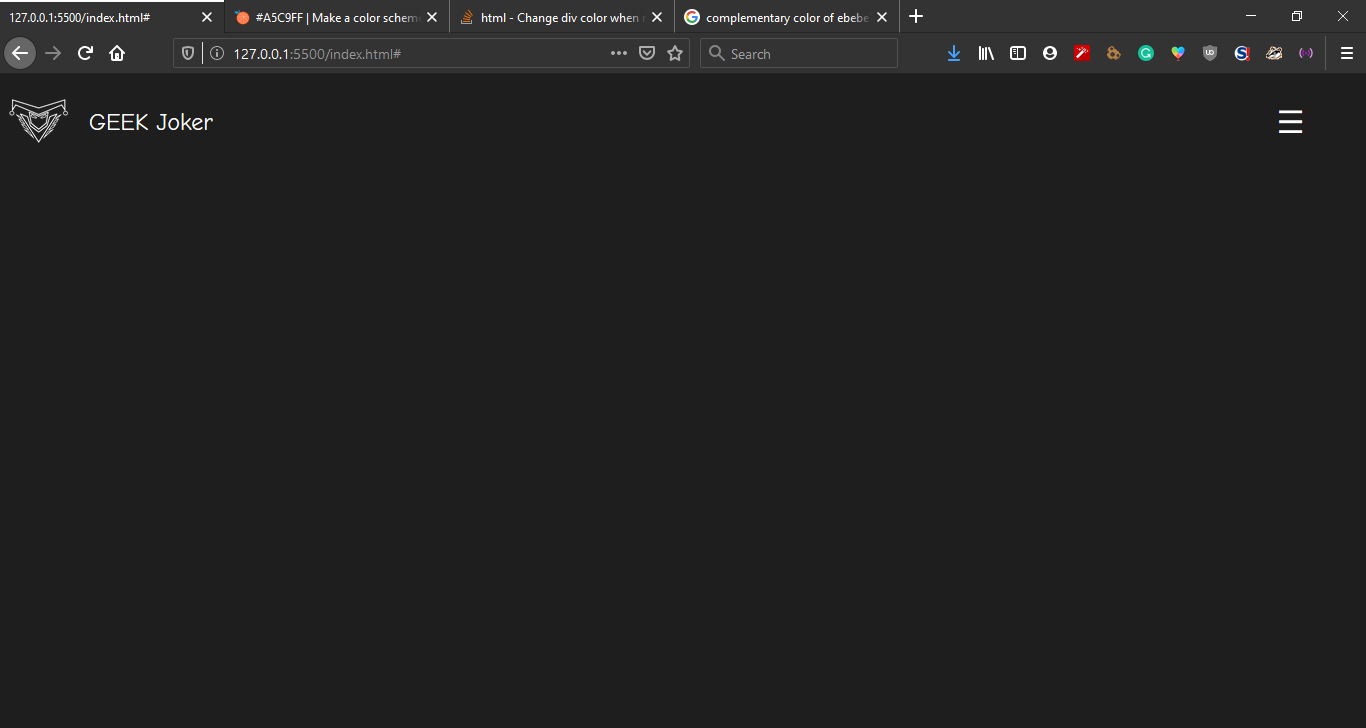 127.0.0.1:5500/index.html#
#A5C9FF | Make a color schem
html - Change div color when
complementary color of ebebe
127.0.0.1:5500/index.html#
Search
GEEK Joker